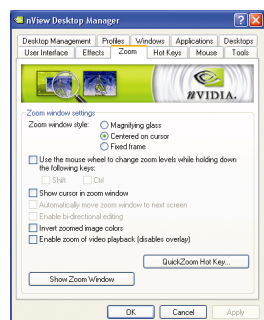 nView Desktop Manager
Desktop Management Profiles Windows Applications Desktops
User Interface Effects Zoom Hot Keys Mouse Tools
NVIDIA.
Zoom window settings
Zoom window style: Magnifying glass
Centered on cursor
Fixed frame
Use the mouse wheel to change zoom levels while holding down
the following keys:
Shift Ctrl
Show cursor in zoom window
Automatically move zoom window to next screen
Enable bi-directional editing
Invert zoomed image colors
Enable zoom of video playback (disables overlay)
QuickZoom Hot Key...
Show Zoom Window
OK Cancel Apply